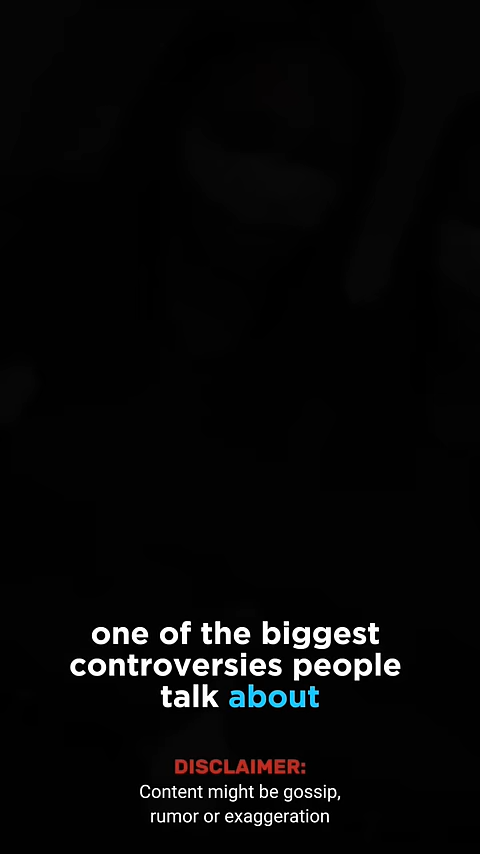 one of the biggest
controversies people
talk about
DISCLAIMER:
Content might be gossip,
rumor or exaggeration